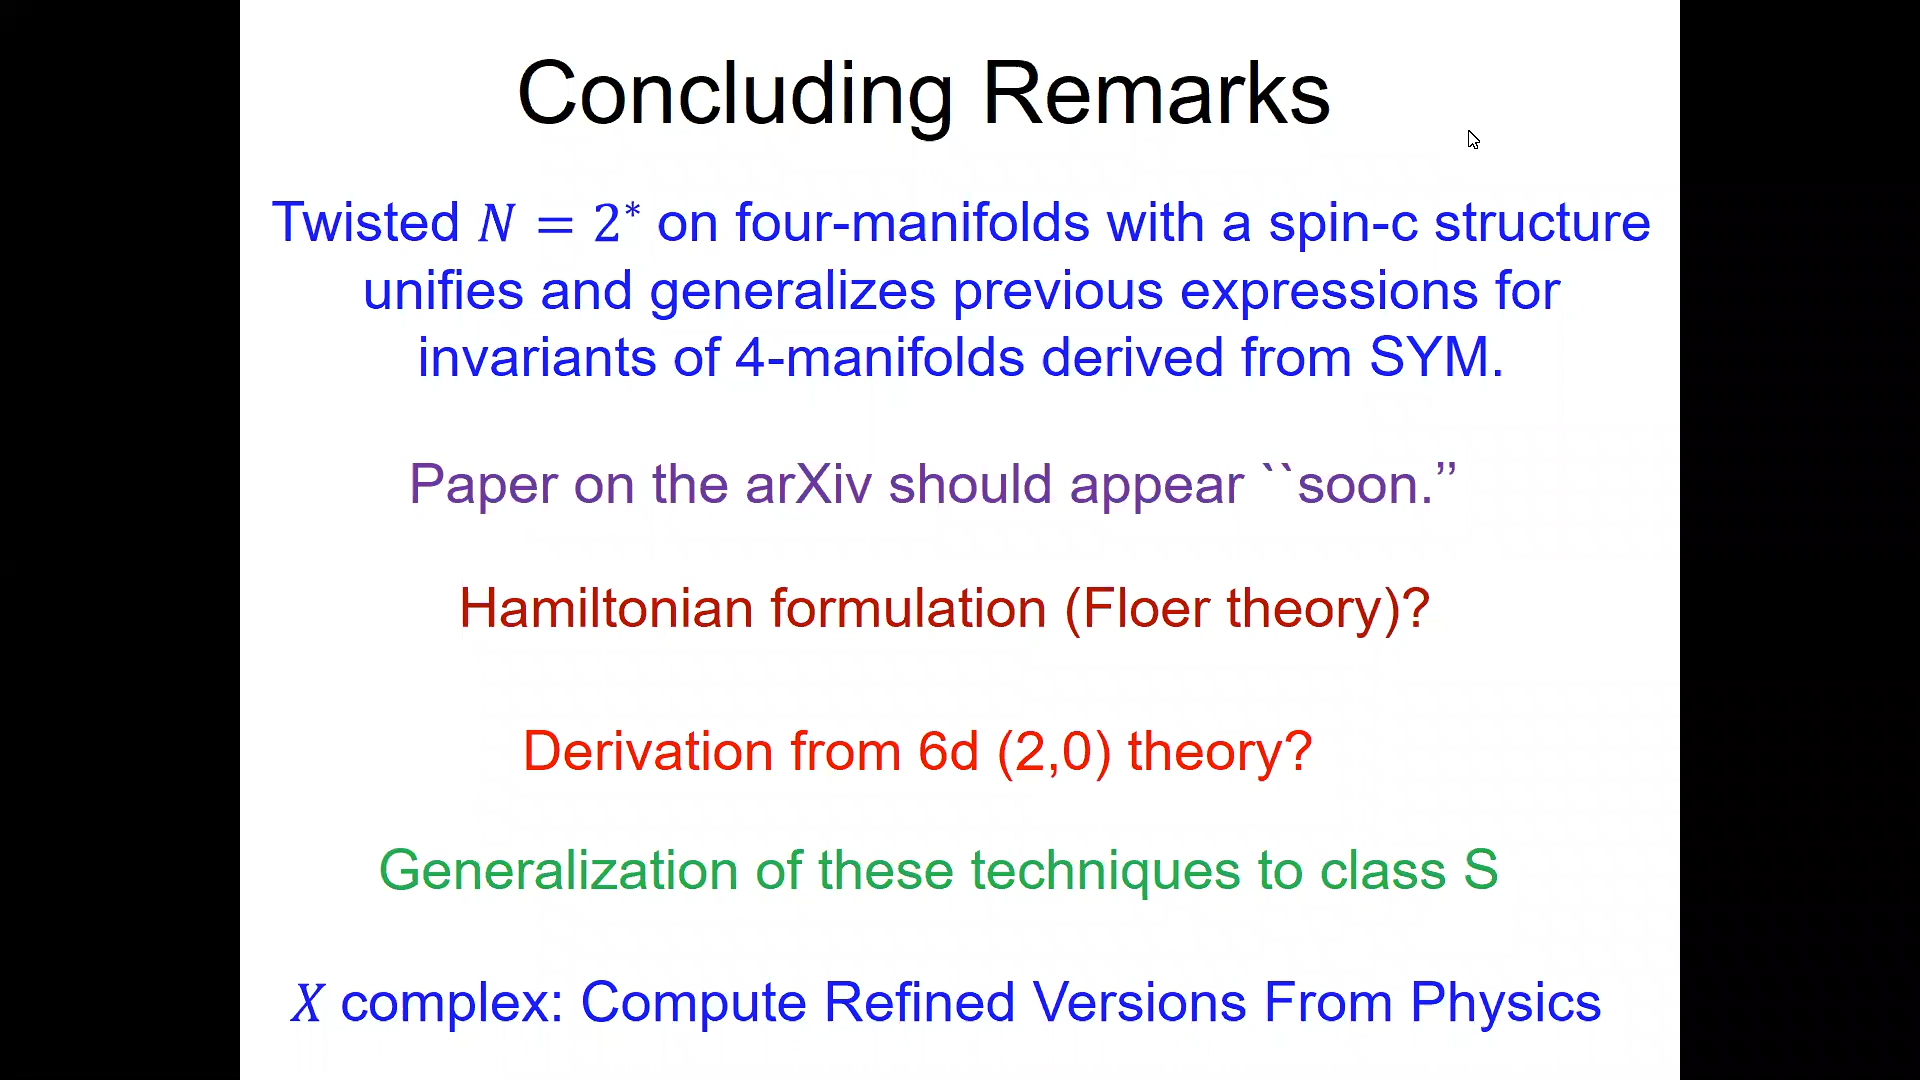 Concluding Remarks
Twisted N = 2* on four-manifolds with a spin-c structure
unifies and generalizes previous expressions for
invariants of 4-manifolds derived from SYM.
Paper on the arXiv should appear ``soon.’’
Hamiltonian formulation (Floer theory)?
Derivation from 6d (2,0) theory?
Generalization of these techniques to class S
X complex: Compute Refined Versions From Physics